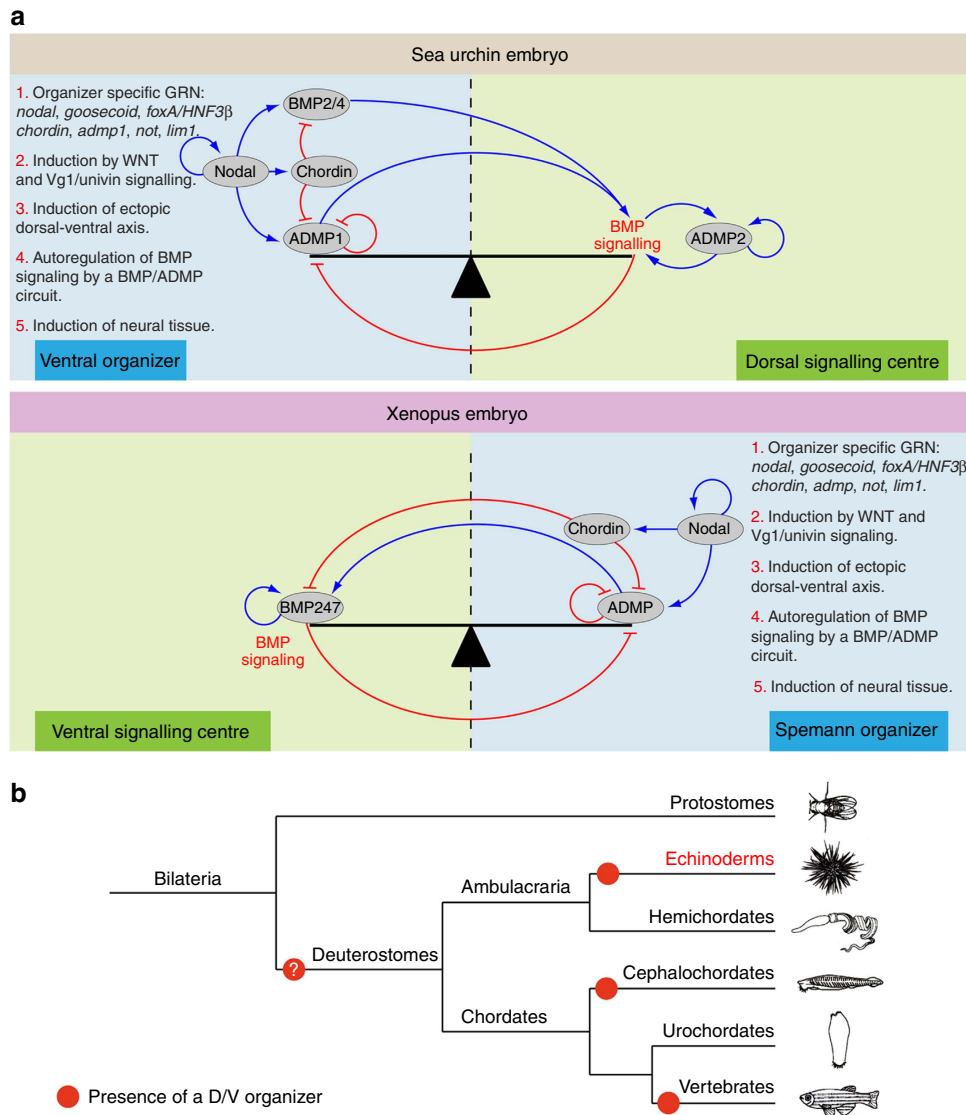 a
Sea urchin embryo
1. Organizer specific GRN:
nodal, goosecoid, foxA/HNF3β
chordin, admp1, not, lim1.
2. Induction by WNT
and Vg1/univin signalling.
3. Induction of ectopic
dorsal-ventral axis.
4. Autoregulation of BMP
signaling by a BMP/ADMP
circuit.
5. Induction of neural tissue.
Ventral organizer
BMP2/4
Nodal
Chordin
ADMP1
BMP
signalling
ADMP2
Dorsal signalling centre
Xenopus embryo
Chordin
Nodal
BMP247
ADMP
BMP
signaling
1. Organizer specific GRN:
nodal, goosecoid, foxA/HNF3β
chordin, admp, not, lim1.
2. Induction by WNT and
Vg1/univin signaling.
3. Induction of ectopic
dorsal-ventral axis.
4. Autoregulation of BMP
signaling by a BMP/ADMP
circuit.
5. Induction of neural tissue.
Ventral signalling centre
Spemann organizer
b
Protostomes
Bilateria
Echinoderms
Ambulacraria
Hemichordates
?
Deuterostomes
Cephalochordates
Chordates
Urochordates
Vertebrates
Presence of a D/V organizer